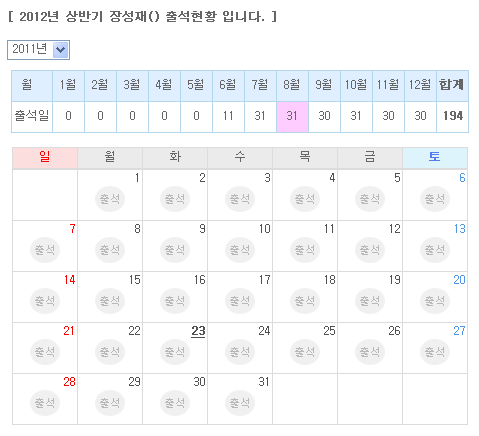 [ 2012년 상반기 장성재() 출석현황 입니다. ]
2011년
월 1월 2월 3월 4월 5월 6월 7월 8월 9월 10월 11월 12월 합계
출석일 0 0 0 0 0 11 31 31 30 31 30 30 194
일 월 화 수 목 금 토
1 2 3 4 5 6
출석 출석 출석 출석 출석 출석
7 8 9 10 11 12 13
출석 출석 출석 출석 출석 출석 출석
14 15 16 17 18 19 20
출석 출석 출석 출석 출석 출석 출석
21 22 23 24 25 26 27
출석 출석 출석 출석 출석 출석 출석
28 29 30 31
출석 출석 출석 출석